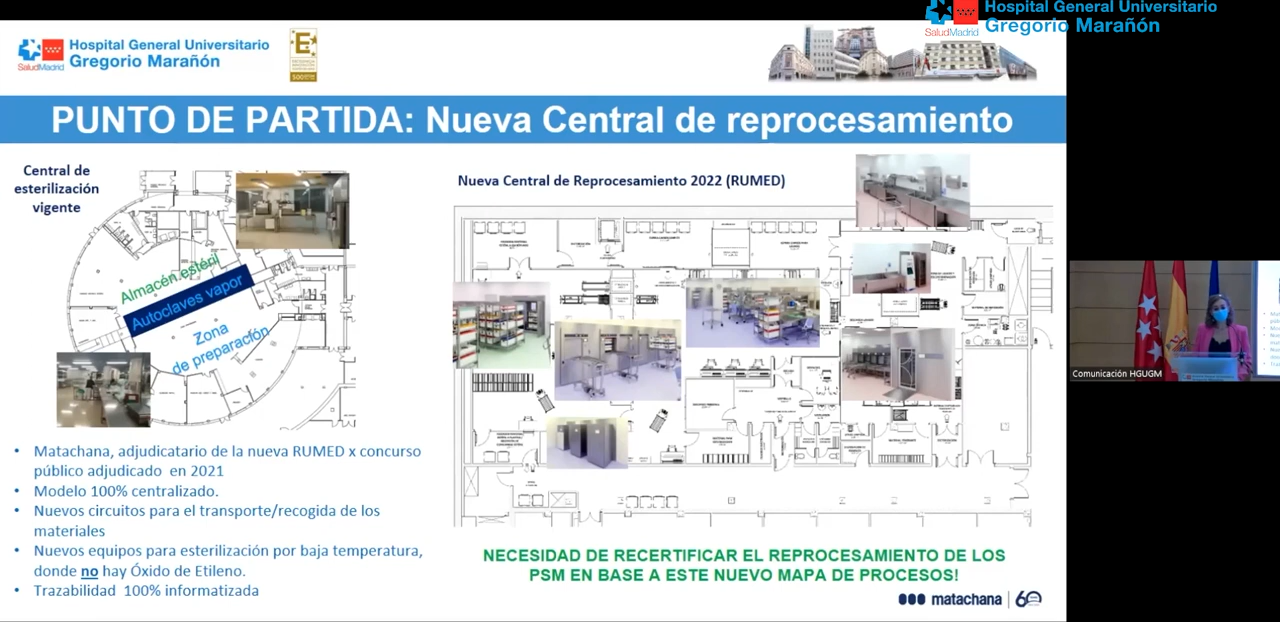 Hospital General Universitario
Gregorio Marañón
SaludMadrid
Hospital General Universitario
Gregorio Marañón
SaludMadrid
PUNTO DE PARTIDA: Nueva Central de reprocesamiento
Central de
esterilización
vigente
Almacén estéril
Autoclaves vapor
Zona
de preparación
Nueva Central de Reprocesamiento 2022 (RUMED)
• Matachana, adjudicatario de la nueva RUMED x concurso
público adjudicado en 2021
• Modelo 100% centralizado.
• Nuevos circuitos para el transporte/recogida de los
materiales
• Nuevos equipos para esterilización por baja temperatura,
donde no hay Óxido de Etileno.
• Trazabilidad 100% informatizada
NECESIDAD DE RECERTIFICAR EL REPROCESAMIENTO DE LOS
PSM EN BASE A ESTE NUEVO MAPA DE PROCESOS!
matachana
60
Comunicación HGUGM